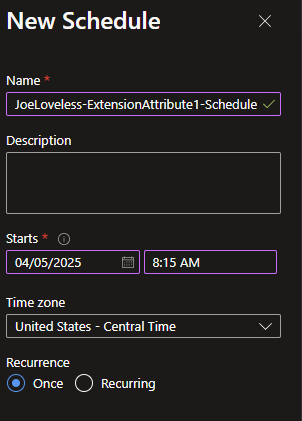 New Schedule
Name *
JoeLoveless-ExtensionAttribute1-Schedule
Description
Starts *
04/05/2025 8:15 AM
Time zone
United States - Central Time
Recurrence
Once Recurring